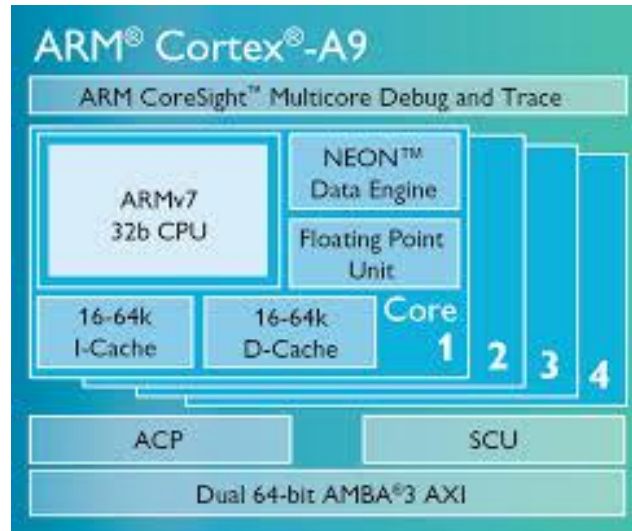 ARM® Cortex®-A9
ARM CoreSight™ Multicore Debug and Trace
ARMv7
32b CPU
NEON™
Data Engine
Floating Point
Unit
16-64k
I-Cache
16-64k
D-Cache
Core
1
2
3
4
ACP
SCU
Dual 64-bit AMBA®3 AXI